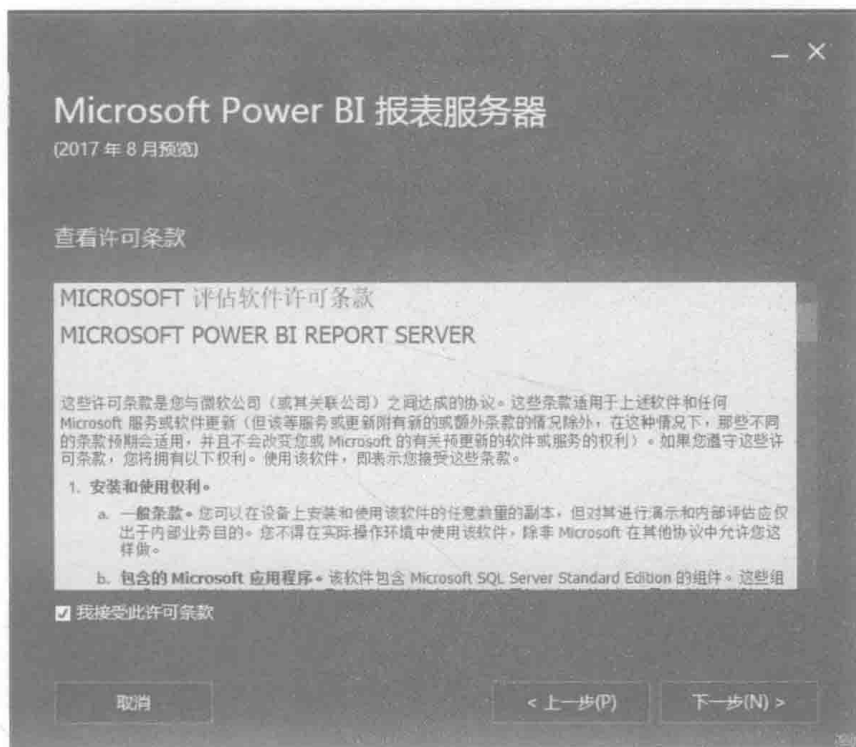 Microsoft Power BI 报表服务器
(2017 年 8 月预览)
查看许可条款
MICROSOFT 评估软件许可条款
MICROSOFT POWER BI REPORT SERVER
这些许可条款是您与微软公司（或其关联公司）之间达成的协议。这些条款适用于上述软件和任何
Microsoft 服务或软件更新（但该等服务或更新附有新的或额外条款的情况除外，在这种情况下，那些不同
的条款预期会适用，并且不会改变您或 Microsoft 的有关预更新的软件或服务的权利）。如果您遵守这些许
可条款，您将拥有以下权利。使用该软件，即表示您接受这些条款。
1. 安装和使用权利。
a. 一般条款。您可以在设备上安装和使用该软件的任意数量的副本，但对其进行演示和内部评估应仅
出于内部业务目的。您不得在实际操作环境中使用该软件，除非 Microsoft 在其他协议中允许您这
样做。
b. 包含的 Microsoft 应用程序。该软件包含 Microsoft SQL Server Standard Edition 的组件。这些组
我接受此许可条款
取消
< 上一步(P)
下一步(N) >